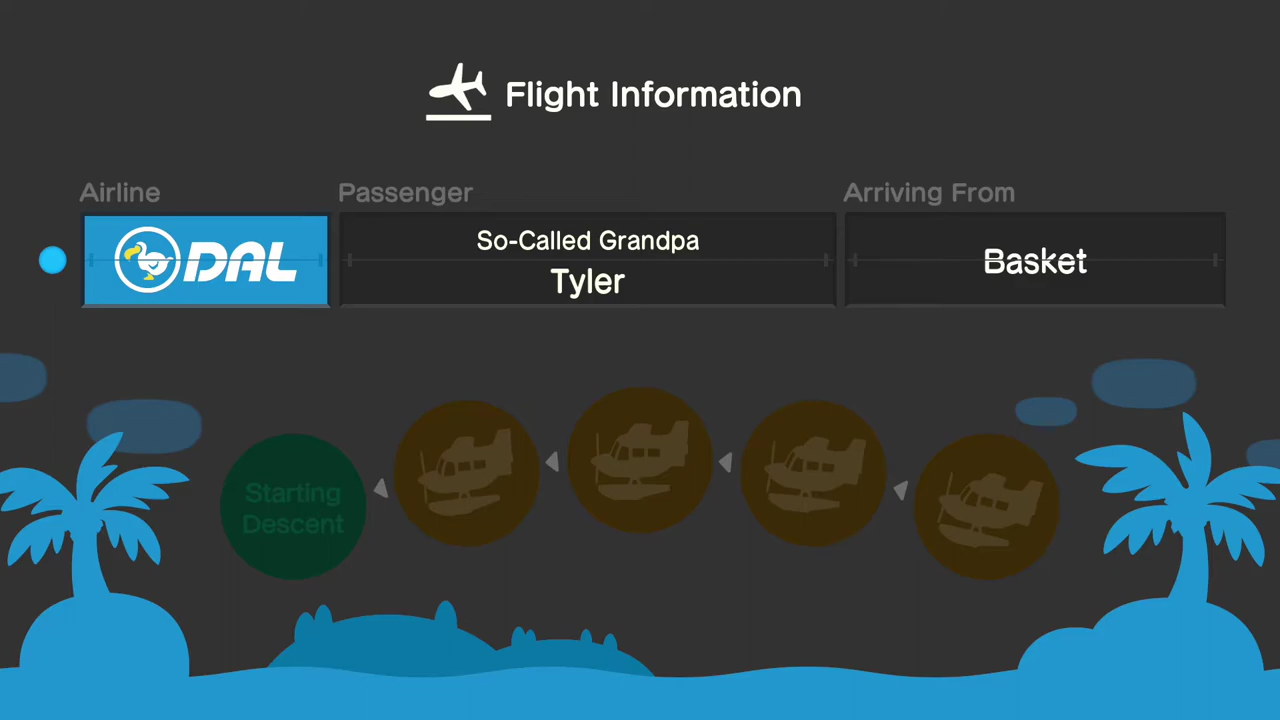 Flight Information
Airline
Passenger
Arriving From
DAL
So-Called Grandpa
Tyler
Basket
Starting
Descent